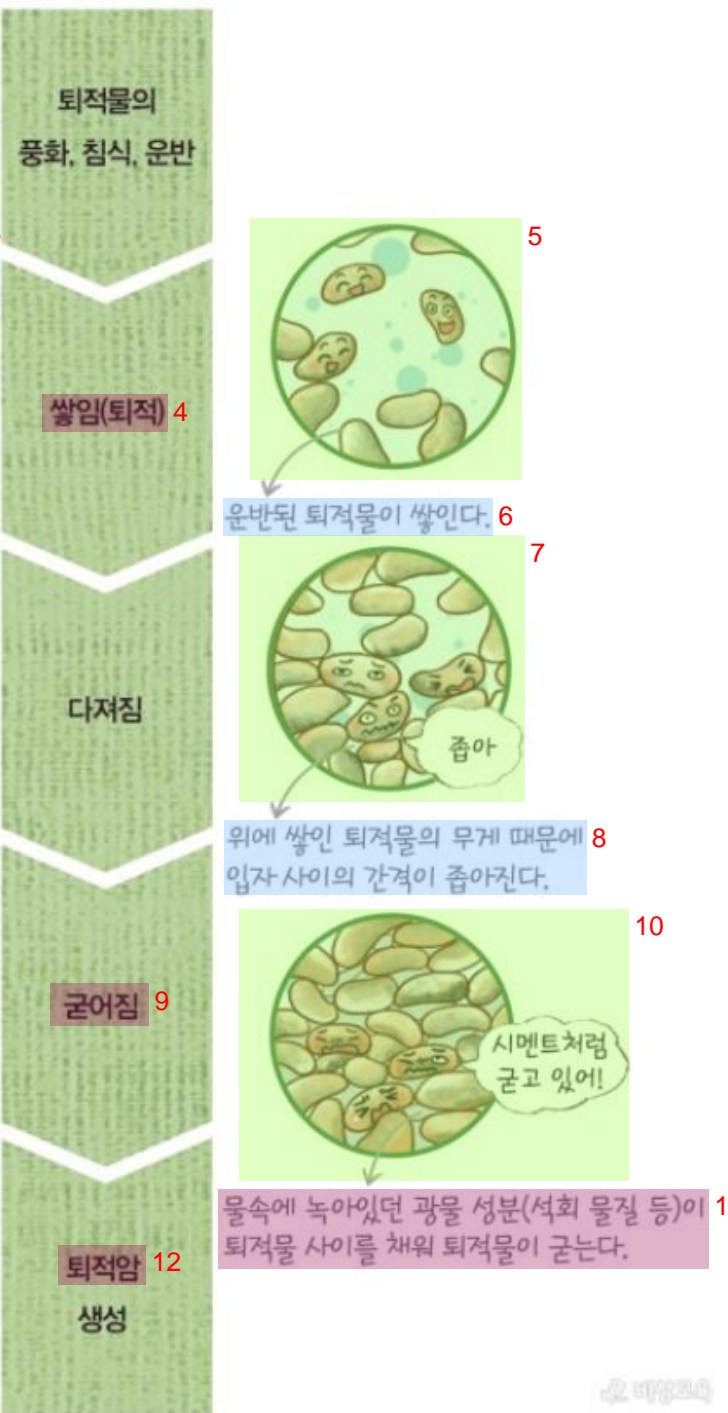 퇴적물의
풍화, 침식, 운반
5
쌓임(퇴적) 4
운반된 퇴적물이 쌓인다. 6
7
다져짐
좁아
위에 쌓인 퇴적물의 무게 때문에 8
입자 사이의 간격이 좁아진다.
10
굳어짐 9
시멘트처럼
굳고 있어!
물속에 녹아있던 광물 성분(석회 물질 등)이 1
퇴적물 사이를 채워 퇴적물이 굳는다.
퇴적암 12
생성
비상교육